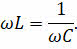 ωL = 1/ωC.